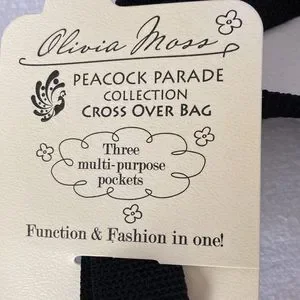 Olivia Moss
PEACOCK PARADE
COLLECTION
CROSS OVER BAG
Three
multi-purpose
pockets
Function & Fashion in one!